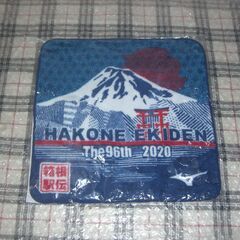 HAKONE EKIDEN
The 96th 2020
箱根
駅伝